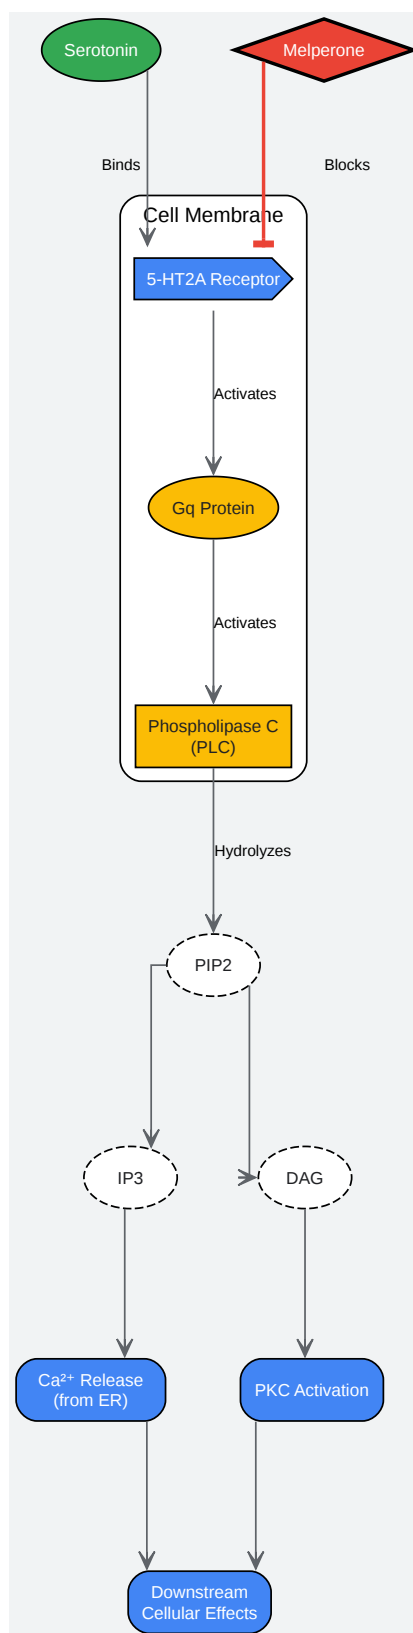 Serotonin
Melperone
Binds
Blocks
Cell Membrane
5-HT2A Receptor
Activates
Gq Protein
Activates
Phospholipase C
(PLC)
Hydrolyzes
PIP2
IP3
DAG
Ca²⁺ Release
(from ER)
PKC Activation
Downstream
Cellular Effects